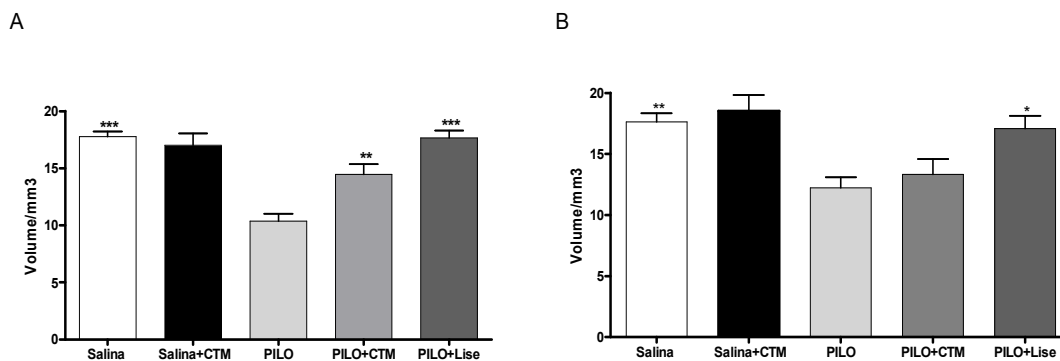 A
Volume/mm3
20
15
10
5
0
***
**
***
Salina
Salina+CTM
PILO
PILO+CTM
PILO+Lise
B
Volume/mm3
20
15
10
5
0
**
*
Salina
Salina+CTM
PILO
PILO+CTM
PILO+Lise